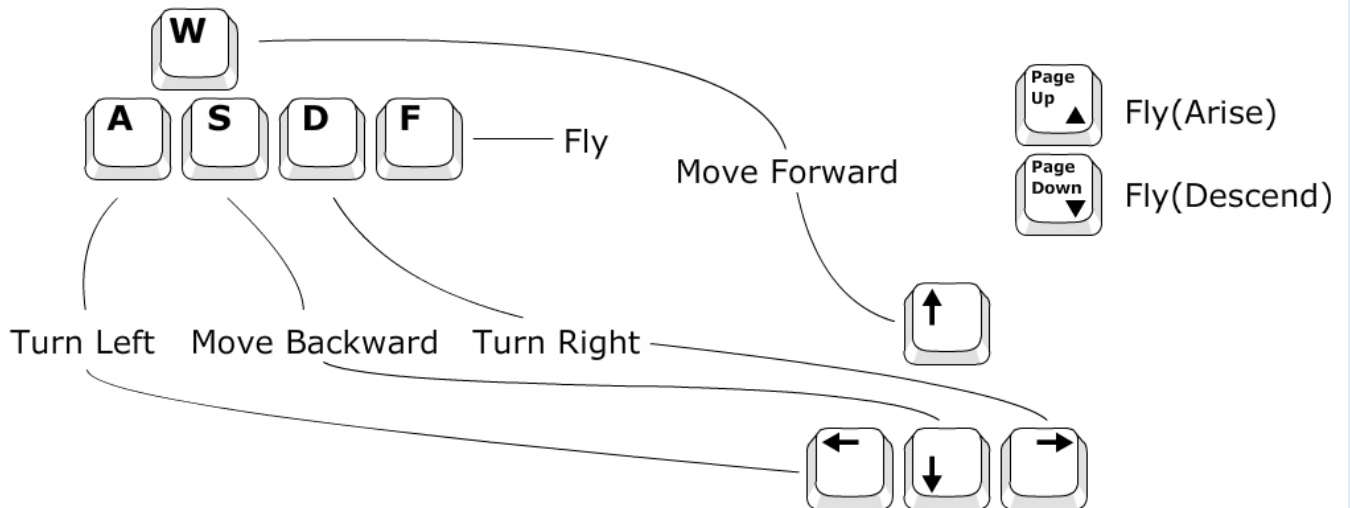 W
A S D F
Fly
Move Forward
Page
Up
Fly(Arise)
Page
Down
Fly(Descend)
Turn Left Move Backward Turn Right